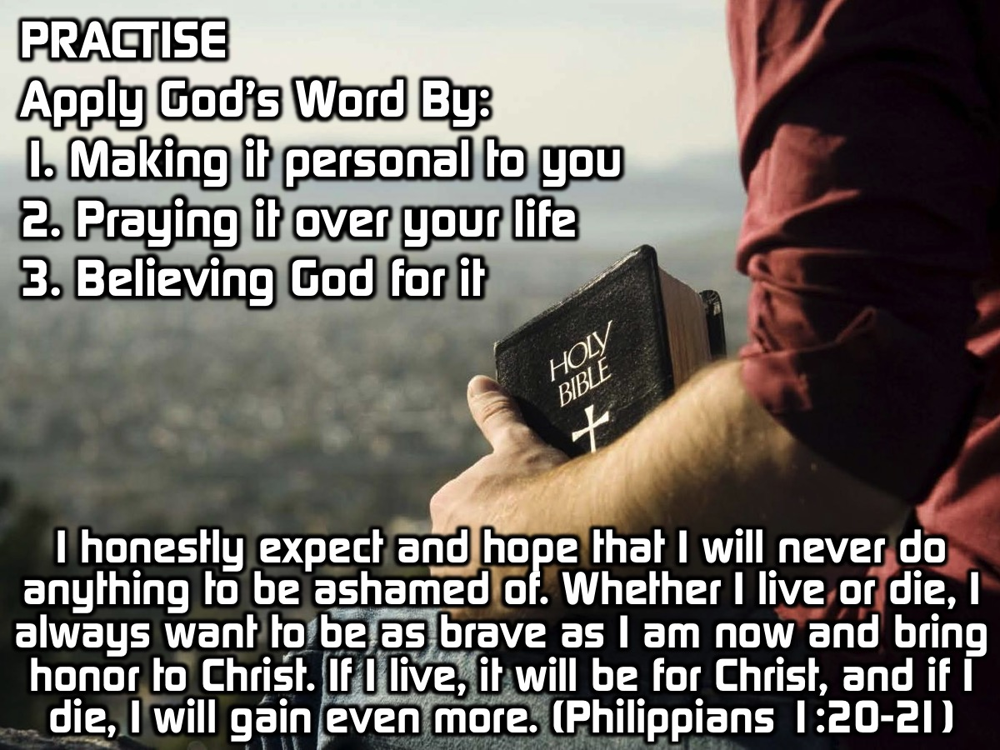 PRACTISE
Apply God's Word By:
1. Making it personal to you
2. Praying it over your life
3. Believing God for it
HOLY
BIBLE
I honestly expect and hope that I will never do
anything to be ashamed of. Whether I live or die, I
always want to be as brave as I am now and bring
honor to Christ. If I live, it will be for Christ, and if I
die, I will gain even more. (Philippians 1:20-21)